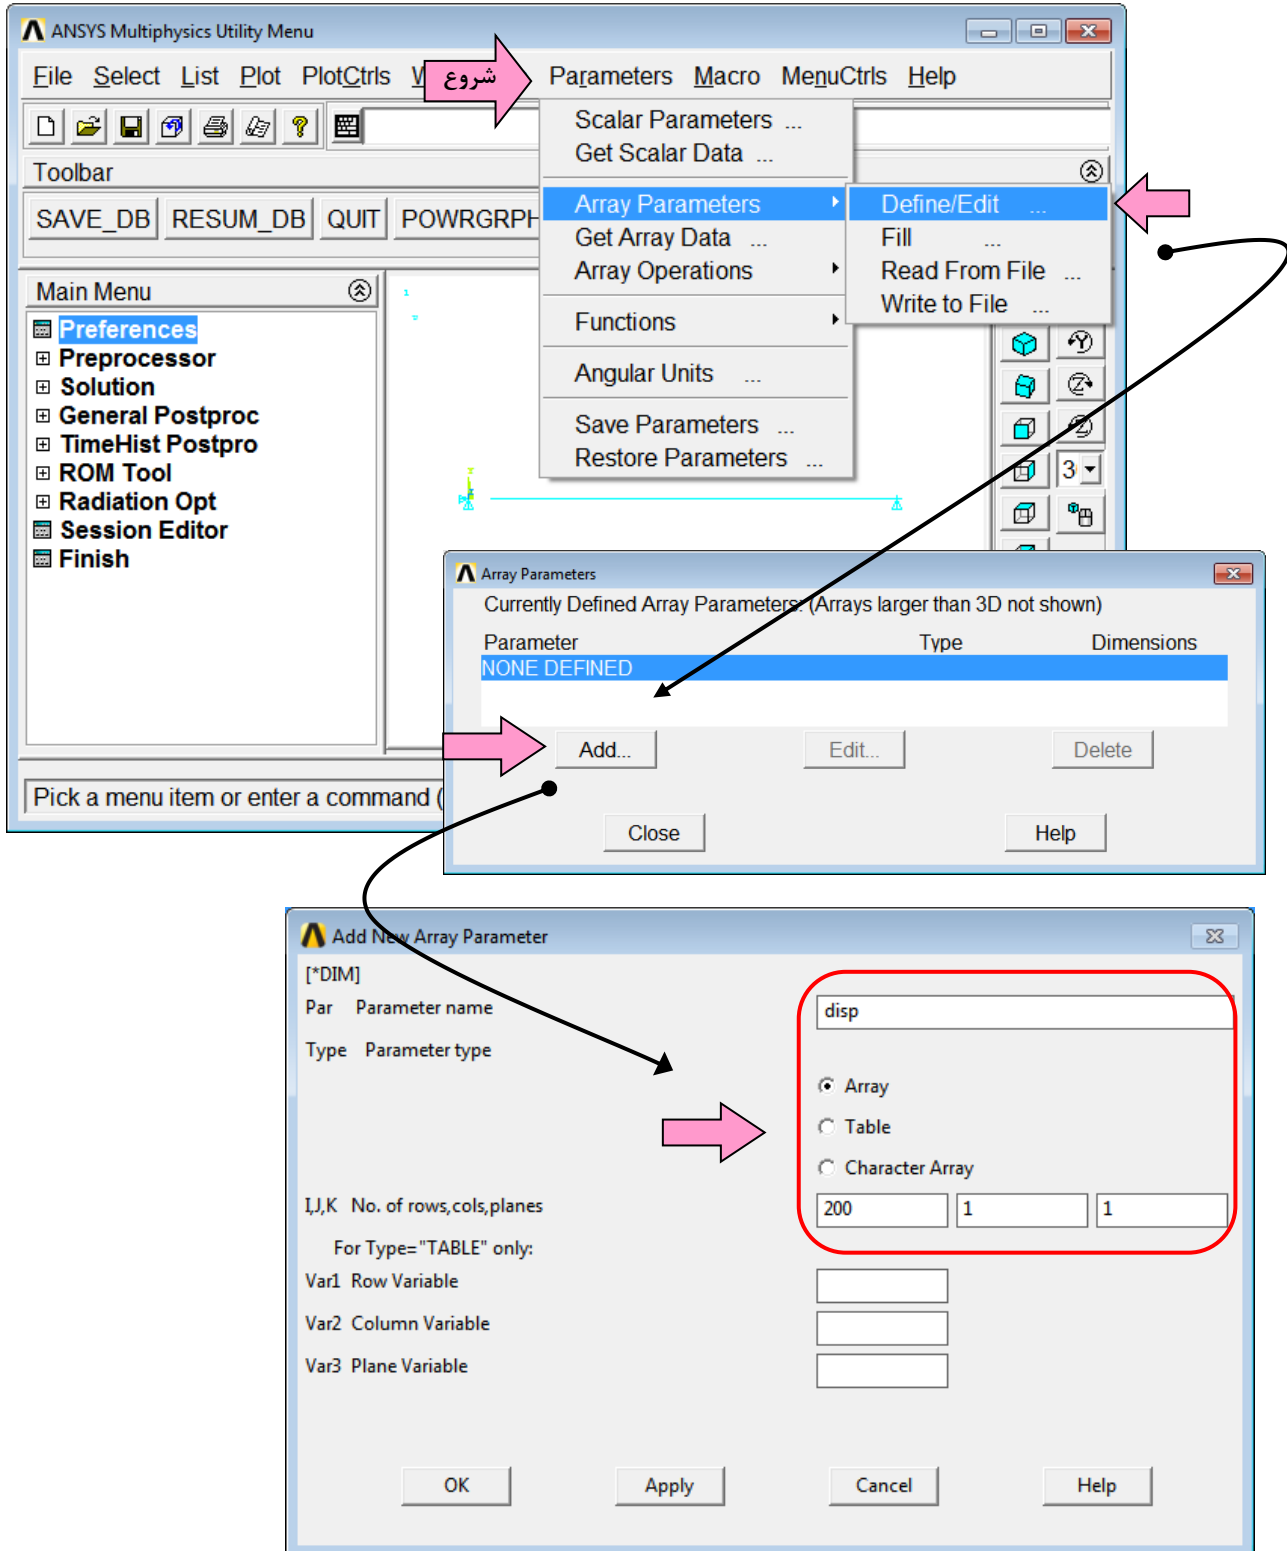 ANSYS Multiphysics Utility Menu
File Select List Plot PlotCtrls W شروع Parameters Macro MenuCtrls Help
Scalar Parameters ...
Get Scalar Data ...
Toolbar
SAVE_DB RESUM_DB QUIT POWRGRPH
Array Parameters
Get Array Data ...
Array Operations
Functions
Angular Units ...
Save Parameters ...
Restore Parameters ...
Define/Edit ...
Fill ...
Read From File ...
Write to File ...
Main Menu
Preferences
Preprocessor
Solution
General Postproc
TimeHist Postpro
ROM Tool
Radiation Opt
Session Editor
Finish
1
Y
Z
Z
3
Pick a menu item or enter a command (
Array Parameters
Currently Defined Array Parameters: (Arrays larger than 3D not shown)
Parameter Type Dimensions
NONE DEFINED
Add... Edit... Delete
Close Help
Add New Array Parameter
[*DIM]
Par Parameter name disp
Type Parameter type
Array
Table
Character Array
I,J,K No. of rows,cols,planes 200 1 1
For Type="TABLE" only:
Var1 Row Variable
Var2 Column Variable
Var3 Plane Variable
OK Apply Cancel Help